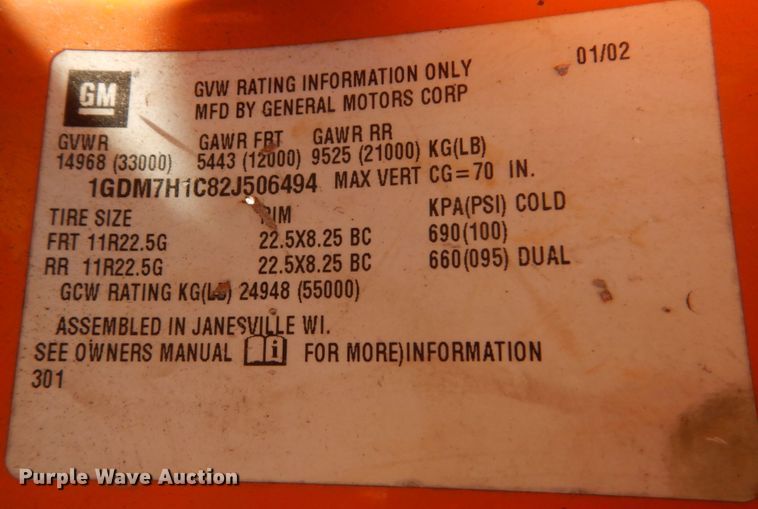 GM
GVW RATING INFORMATION ONLY 01/02
MFD BY GENERAL MOTORS CORP
GVWR GAWR FRT GAWR RR
14968 (33000) 5443 (12000) 9525 (21000) KG(LB)
1GDM7H1C82J506494 MAX VERT CG=70 IN.
TIRE SIZE RIM KPA(PSI) COLD
FRT 11R22.5G 22.5X8.25 BC 690(100)
RR 11R22.5G 22.5X8.25 BC 660(095) DUAL
GCW RATING KG(LB) 24948 (55000)
ASSEMBLED IN JANESVILLE WI.
SEE OWNERS MANUAL i FOR MORE)INFORMATION
301
Purple Wave Auction